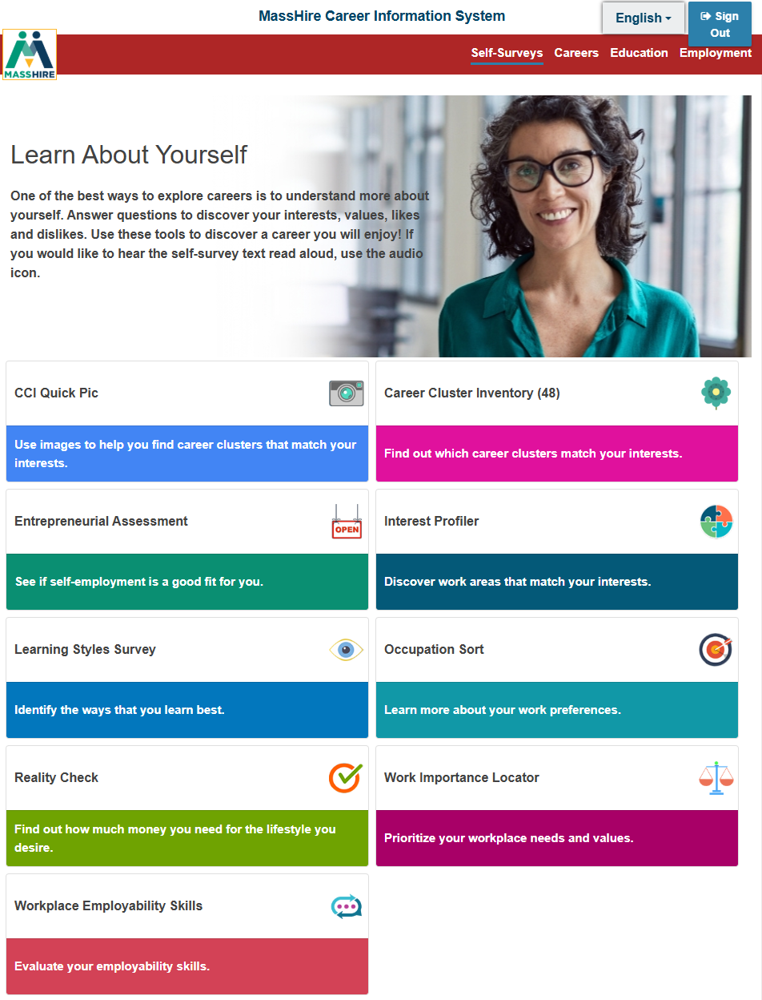 MassHire Career Information System
English
Sign
Out
MASSHIRE
Self-Surveys Careers Education Employment
Learn About Yourself
One of the best ways to explore careers is to understand more about
yourself. Answer questions to discover your interests, values, likes
and dislikes. Use these tools to discover a career you will enjoy! If
you would like to hear the self-survey text read aloud, use the audio
icon.
CCI Quick Pic
Use images to help you find career clusters that match your
interests.
Career Cluster Inventory (48)
Find out which career clusters match your interests.
Entrepreneurial Assessment
OPEN
See if self-employment is a good fit for you.
Interest Profiler
Discover work areas that match your interests.
Learning Styles Survey
Identify the ways that you learn best.
Occupation Sort
Learn more about your work preferences.
Reality Check
Find out how much money you need for the lifestyle you
desire.
Work Importance Locator
Prioritize your workplace needs and values.
Workplace Employability Skills
Evaluate your employability skills.